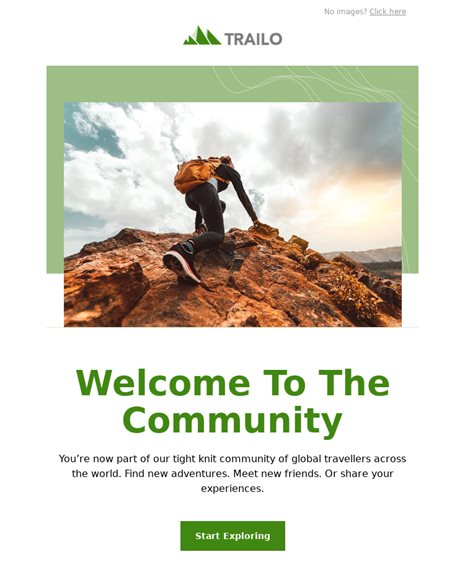 No images? Click here
TRAILO
Welcome To The
Community
You’re now part of our tight knit community of global travellers across
the world. Find new adventures. Meet new friends. Or share your
experiences.
Start Exploring